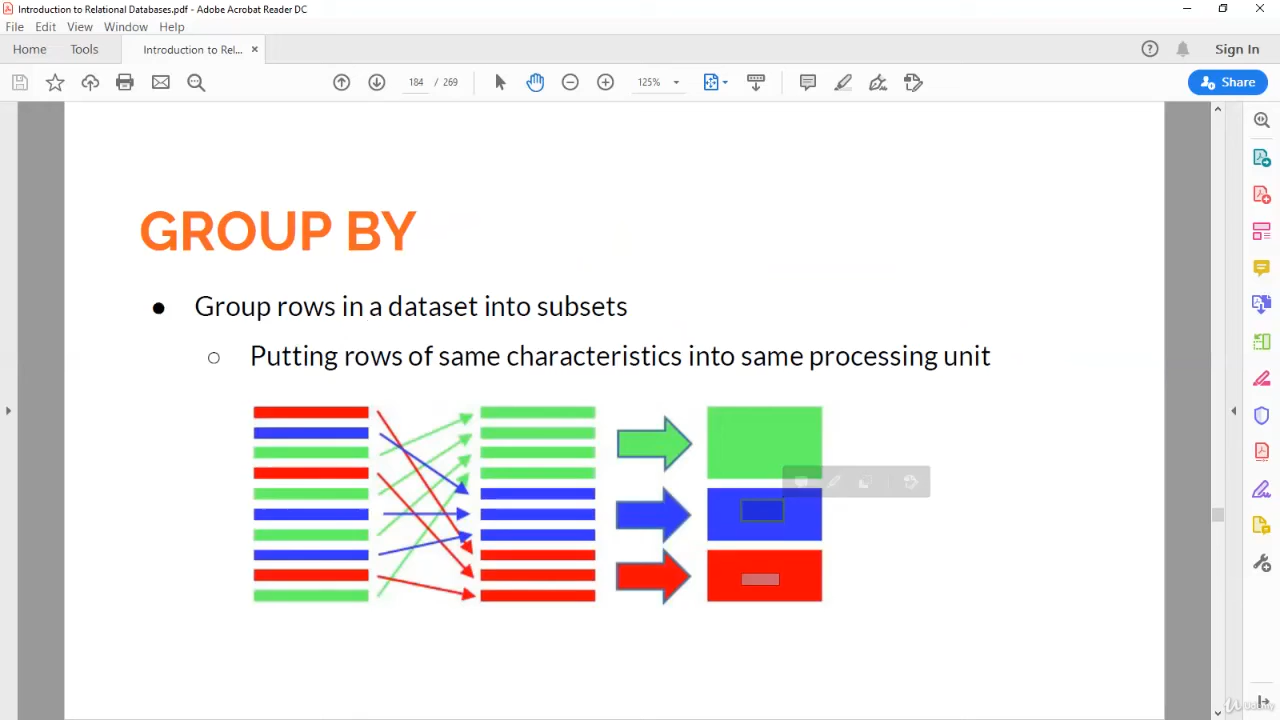 Introduction to Relational Databases.pdf - Adobe Acrobat Reader DC
File Edit View Window Help
Home Tools Introduction to Rel... × Sign In
184 / 269 125% Share
GROUP BY
● Group rows in a dataset into subsets
○ Putting rows of same characteristics into same processing unit
Udemy